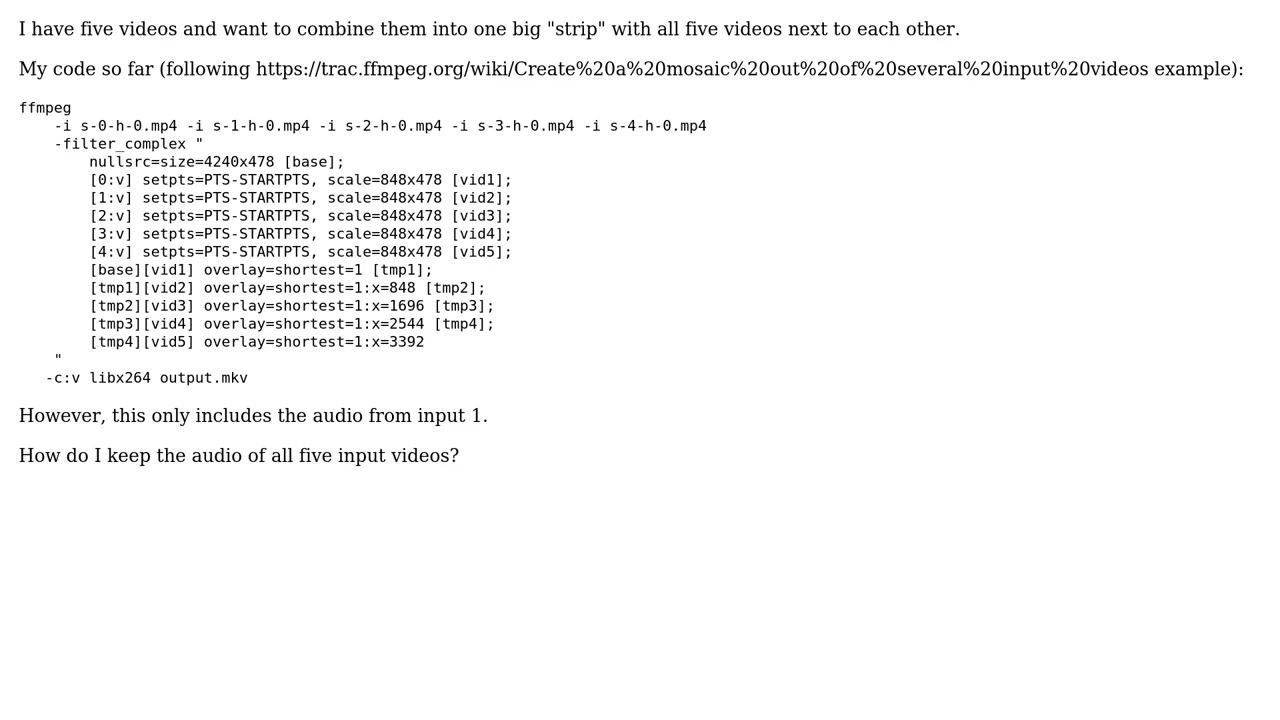 I have five videos and want to combine them into one big "strip" with all five videos next to each other.
My code so far (following https://trac.ffmpeg.org/wiki/Create%20a%20mosaic%20out%20of%20several%20input%20videos example):
ffmpeg
    -i s-0-h-0.mp4 -i s-1-h-0.mp4 -i s-2-h-0.mp4 -i s-3-h-0.mp4 -i s-4-h-0.mp4
    -filter_complex "
        nullsrc=size=4240x478 [base];
        [0:v] setpts=PTS-STARTPTS, scale=848x478 [vid1];
        [1:v] setpts=PTS-STARTPTS, scale=848x478 [vid2];
        [2:v] setpts=PTS-STARTPTS, scale=848x478 [vid3];
        [3:v] setpts=PTS-STARTPTS, scale=848x478 [vid4];
        [4:v] setpts=PTS-STARTPTS, scale=848x478 [vid5];
        [base][vid1] overlay=shortest=1 [tmp1];
        [tmp1][vid2] overlay=shortest=1:x=848 [tmp2];
        [tmp2][vid3] overlay=shortest=1:x=1696 [tmp3];
        [tmp3][vid4] overlay=shortest=1:x=2544 [tmp4];
        [tmp4][vid5] overlay=shortest=1:x=3392
    "
   -c:v libx264 output.mkv
However, this only includes the audio from input 1.
How do I keep the audio of all five input videos?